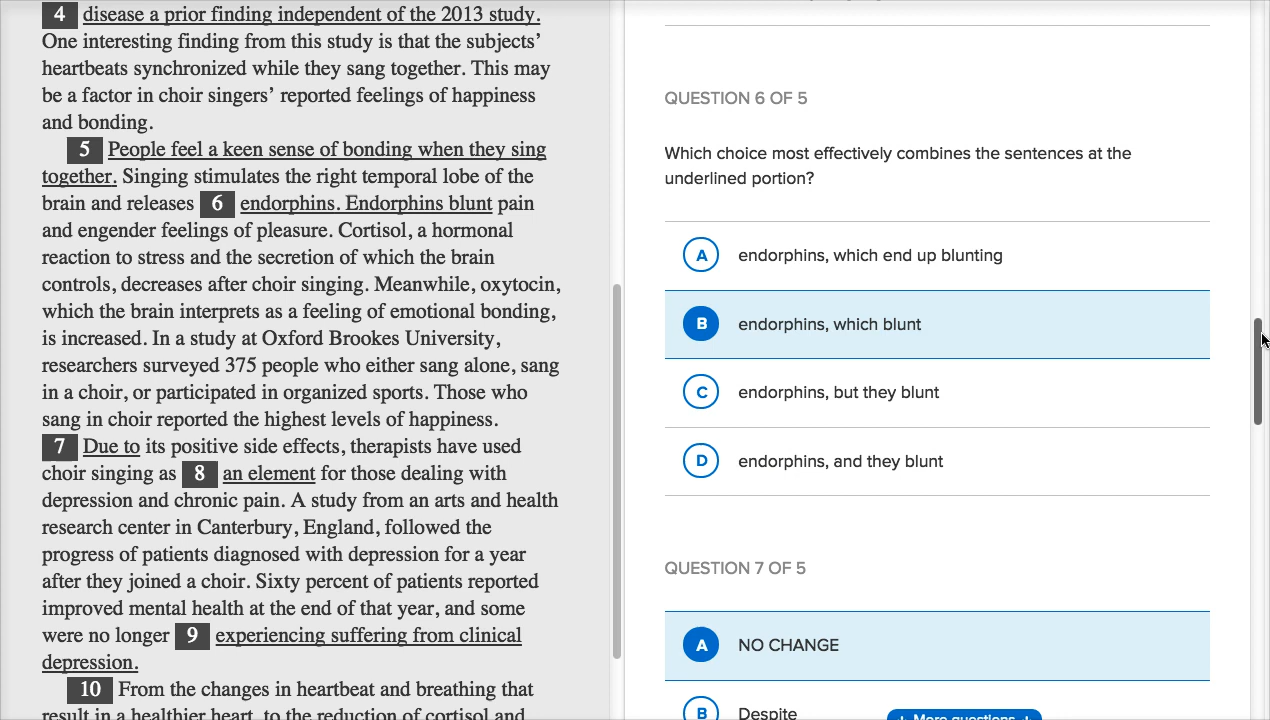 4 disease a prior finding independent of the 2013 study.
One interesting finding from this study is that the subjects’
heartbeats synchronized while they sang together. This may
be a factor in choir singers’ reported feelings of happiness
and bonding.
5 People feel a keen sense of bonding when they sing
together. Singing stimulates the right temporal lobe of the
brain and releases 6 endorphins. Endorphins blunt pain
and engender feelings of pleasure. Cortisol, a hormonal
reaction to stress and the secretion of which the brain
controls, decreases after choir singing. Meanwhile, oxytocin,
which the brain interprets as a feeling of emotional bonding,
is increased. In a study at Oxford Brookes University,
researchers surveyed 375 people who either sang alone, sang
in a choir, or participated in organized sports. Those who
sang in choir reported the highest levels of happiness.
7 Due to its positive side effects, therapists have used
choir singing as 8 an element for those dealing with
depression and chronic pain. A study from an arts and health
research center in Canterbury, England, followed the
progress of patients diagnosed with depression for a year
after they joined a choir. Sixty percent of patients reported
improved mental health at the end of that year, and some
were no longer 9 experiencing suffering from clinical
depression.
10 From the changes in heartbeat and breathing that
result in a healthier heart, to the reduction of cortisol and
QUESTION 6 OF 5
Which choice most effectively combines the sentences at the
underlined portion?
A endorphins, which end up blunting
B endorphins, which blunt
C endorphins, but they blunt
D endorphins, and they blunt
QUESTION 7 OF 5
A NO CHANGE
B Despite
↓ More questions ↓